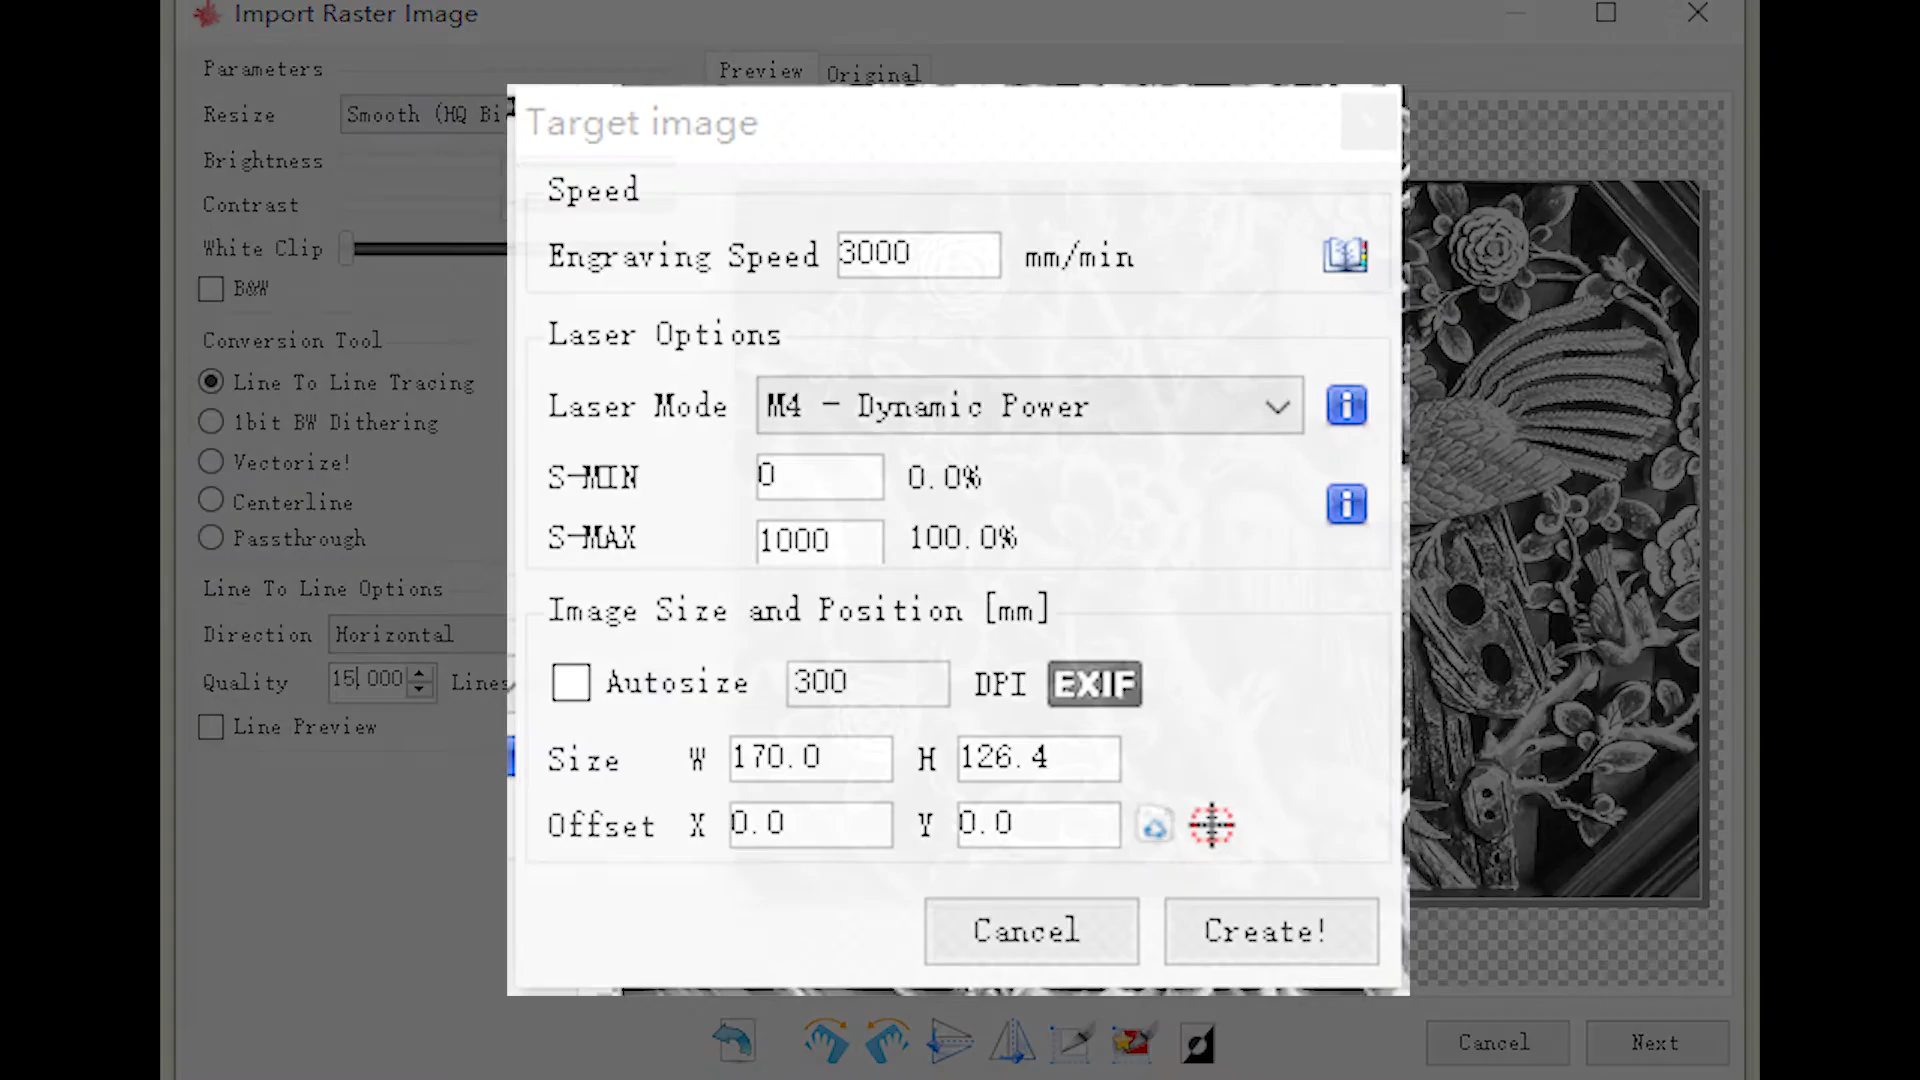 Import Raster Image
Parameters
Preview Original
Resize Smooth (HQ Bi
Brightness
Contrast
White Clip
B&W
Conversion Tool
Line To Line Tracing
1bit BW Dithering
Vectorize!
Centerline
Passthrough
Line To Line Options
Direction Horizontal
Quality 15.000 Lines
Line Preview
Target image
Speed
Engraving Speed 3000 mm/min
Laser Options
Laser Mode M4 - Dynamic Power
S-MIN 0 0.0%
S-MAX 1000 100.0%
Image Size and Position [mm]
Autosize 300 DPI EXIF
Size W 170.0 H 126.4
Offset X 0.0 Y 0.0
Cancel Create!
Cancel Next